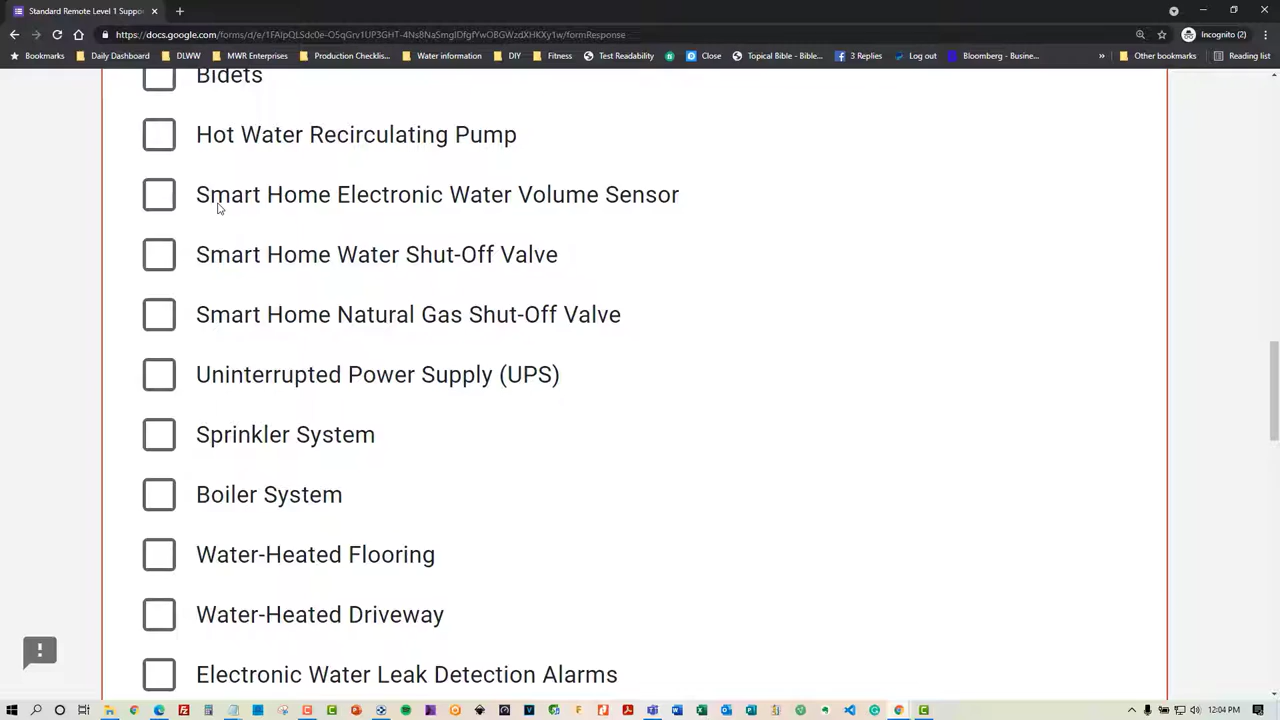 Standard Remote Level 1 Suppo
https://docs.google.com/forms/d/e/1FAIpQLSdc0e-O5qGrv1UP3GHT-4Ns8NaSmgIDfgfYwOBGWzdXHKXy1w/formResponse
Incognito (2)
Bookmarks Daily Dashboard DLWW MWR Enterprises Production Checklis... Water information DIY Fitness Test Readability Close Topical Bible - Bible... 3 Replies Log out Bloomberg - Busine... » Other bookmarks Reading list
Bidets
Hot Water Recirculating Pump
Smart Home Electronic Water Volume Sensor
Smart Home Water Shut-Off Valve
Smart Home Natural Gas Shut-Off Valve
Uninterrupted Power Supply (UPS)
Sprinkler System
Boiler System
Water-Heated Flooring
Water-Heated Driveway
Electronic Water Leak Detection Alarms
12:04 PM